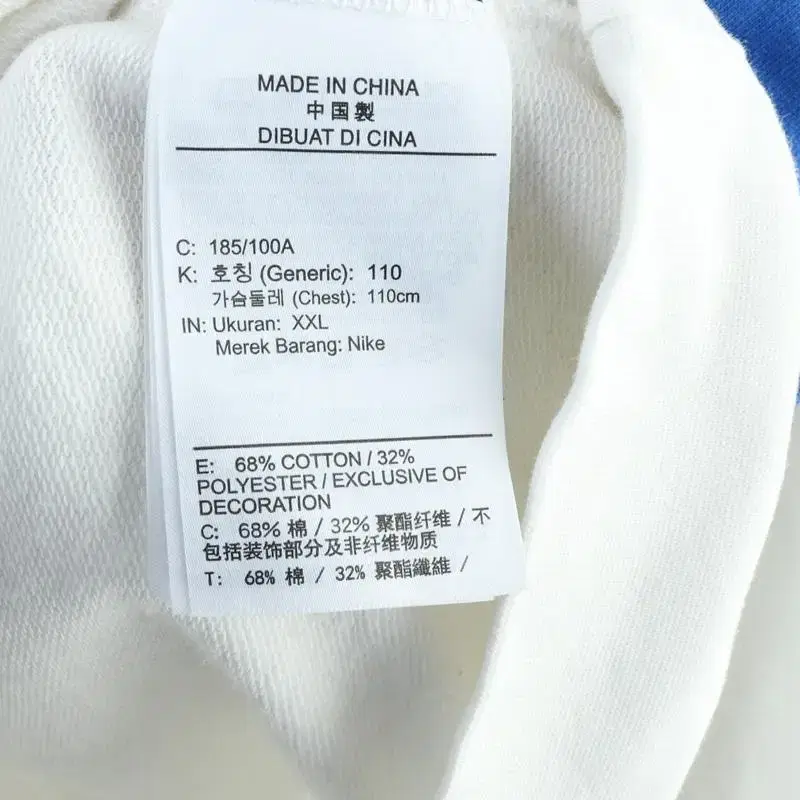 MADE IN CHINA
中国製
DIBUAT DI CINA
C: 185/100A
K: 호칭 (Generic): 110
가슴둘레 (Chest): 110cm
IN: Ukuran: XXL
Merek Barang: Nike
E: 68% COTTON / 32%
POLYESTER / EXCLUSIVE OF
DECORATION
C: 68% 棉 / 32% 聚酯纤维 / 不
包括装饰部分及非纤维物质
T: 68% 棉 / 32% 聚酯纖維 /